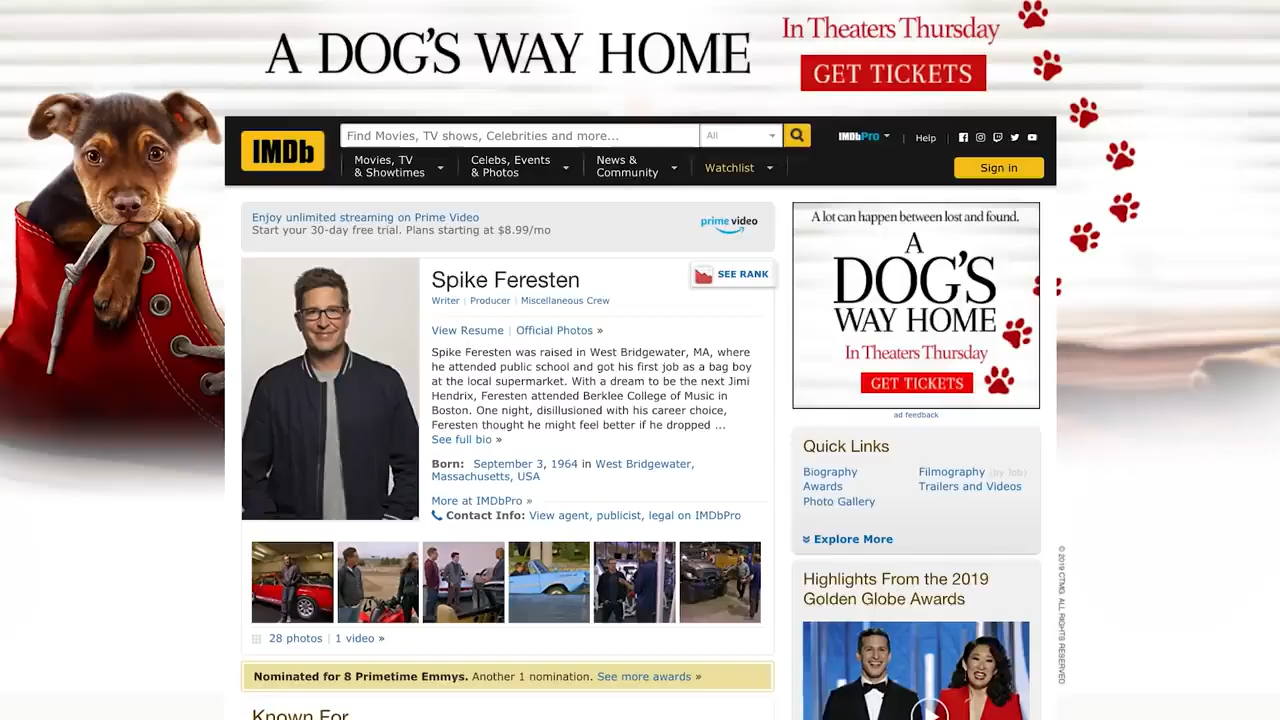 A DOG'S WAY HOME
In Theaters Thursday
GET TICKETS
IMDb
Find Movies, TV shows, Celebrities and more...
All
IMDbPro
Help
Movies, TV
& Showtimes
Celebs, Events
& Photos
News &
Community
Watchlist
Sign in
Enjoy unlimited streaming on Prime Video
Start your 30-day free trial. Plans starting at $8.99/mo
prime video
Spike Feresten
SEE RANK
Writer | Producer | Miscellaneous Crew
View Resume | Official Photos »
Spike Feresten was raised in West Bridgewater, MA, where
he attended public school and got his first job as a bag boy
at the local supermarket. With a dream to be the next Jimi
Hendrix, Feresten attended Berklee College of Music in
Boston. One night, disillusioned with his career choice,
Feresten thought he might feel better if he dropped ...
See full bio »
Born: September 3, 1964 in West Bridgewater,
Massachusetts, USA
More at IMDbPro »
Contact Info: View agent, publicist, legal on IMDbPro
28 photos | 1 video »
Nominated for 8 Primetime Emmys. Another 1 nomination. See more awards »
Known For
A lot can happen between lost and found.
A
DOG'S
WAY HOME
In Theaters Thursday
GET TICKETS
ad feedback
Quick Links
Biography
Awards
Photo Gallery
Filmography (by Job)
Trailers and Videos
Explore More
Highlights From the 2019
Golden Globe Awards
© 2019 CTMG. ALL RIGHTS RESERVED